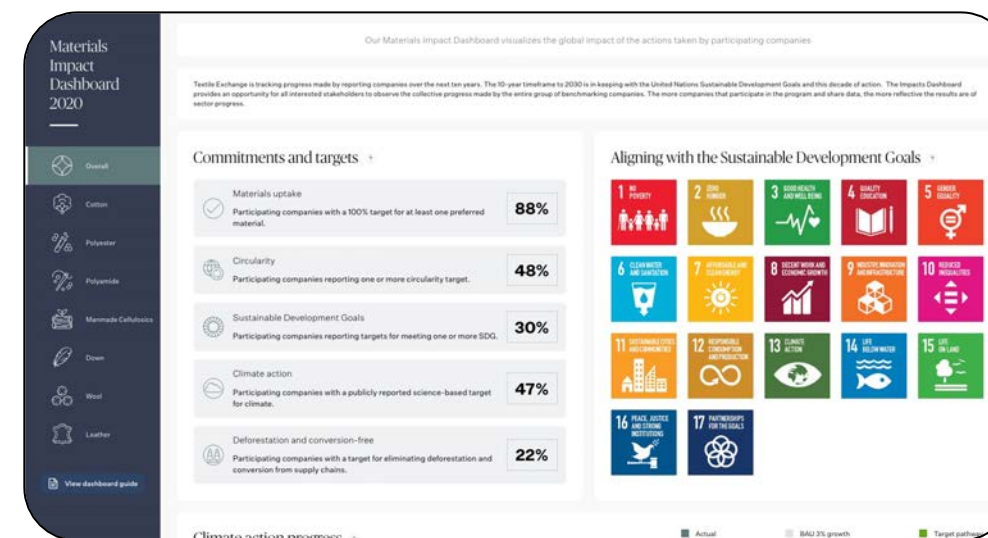 Materials
Impact
Dashboard
2020
Overall
Cotton
Polyester
Polyamide
Manmade Cellulosics
Down
Wool
Leather
View dashboard guide
Our Materials Impact Dashboard visualizes the global impact of the actions taken by participating companies
Textile Exchange is tracking progress made by reporting companies over the next ten years. The 10-year timeframe to 2030 is in keeping with the United Nations Sustainable Development Goals and this decade of action. The Impacts Dashboard
provides an opportunity for all interested stakeholders to observe the collective progress made by the entire group of benchmarking companies. The more companies that participate in the program and share data, the more reflective the results are of
sector progress.
Commitments and targets
Materials uptake
Participating companies with a 100% target for at least one preferred
material.
88%
Circularity
Participating companies reporting one or more circularity target.
48%
Sustainable Development Goals
Participating companies reporting targets for meeting one or more SDG.
30%
Climate action
Participating companies with a publicly reported science-based target
for climate.
47%
Deforestation and conversion-free
Participating companies with a target for eliminating deforestation and
conversion from supply chains.
22%
Aligning with the Sustainable Development Goals
1 NO
POVERTY
2 ZERO
HUNGER
3 GOOD HEALTH
AND WELL-BEING
4 QUALITY
EDUCATION
5 GENDER
EQUALITY
6 CLEAN WATER
AND SANITATION
7 AFFORDABLE AND
CLEAN ENERGY
8 DECENT WORK AND
ECONOMIC GROWTH
9 INDUSTRY, INNOVATION
AND INFRASTRUCTURE
10 REDUCED
INEQUALITIES
11 SUSTAINABLE CITIES
AND COMMUNITIES
12 RESPONSIBLE
CONSUMPTION
AND PRODUCTION
13 CLIMATE
ACTION
14 LIFE
BELOW WATER
15 LIFE
ON LAND
16 PEACE, JUSTICE
AND STRONG
INSTITUTIONS
17 PARTNERSHIPS
FOR THE GOALS
Climate action progress
Actual
BAU 3% growth
Target pathway